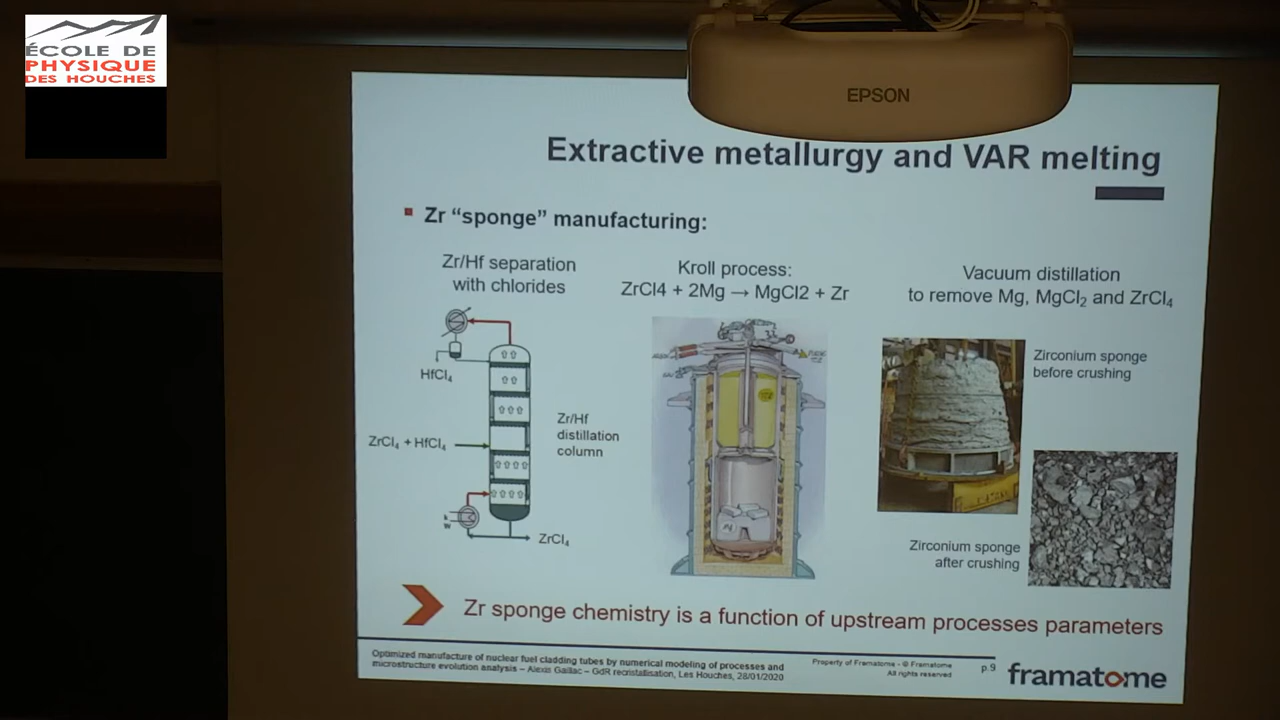 ÉCOLE DE
PHYSIQUE
DES HOUCHES
EPSON
Extractive metallurgy and VAR melting
Zr “sponge” manufacturing:
Zr/Hf separation
with chlorides
HfCl₄
ZrCl₄ + HfCl₄
Zr/Hf
distillation
column
ZrCl₄
Kroll process:
ZrCl4 + 2Mg → MgCl2 + Zr
Vacuum distillation
to remove Mg, MgCl₂ and ZrCl₄
Zirconium sponge
before crushing
Zirconium sponge
after crushing
Zr sponge chemistry is a function of upstream processes parameters
Optimized manufacture of nuclear fuel cladding tubes by numerical modeling of processes and
microstructure evolution analysis – Alexis Gaillac – GdR recristallisation, Les Houches, 28/01/2020
Property of Framatome - © Framatome
All rights reserved
p.9
framatome